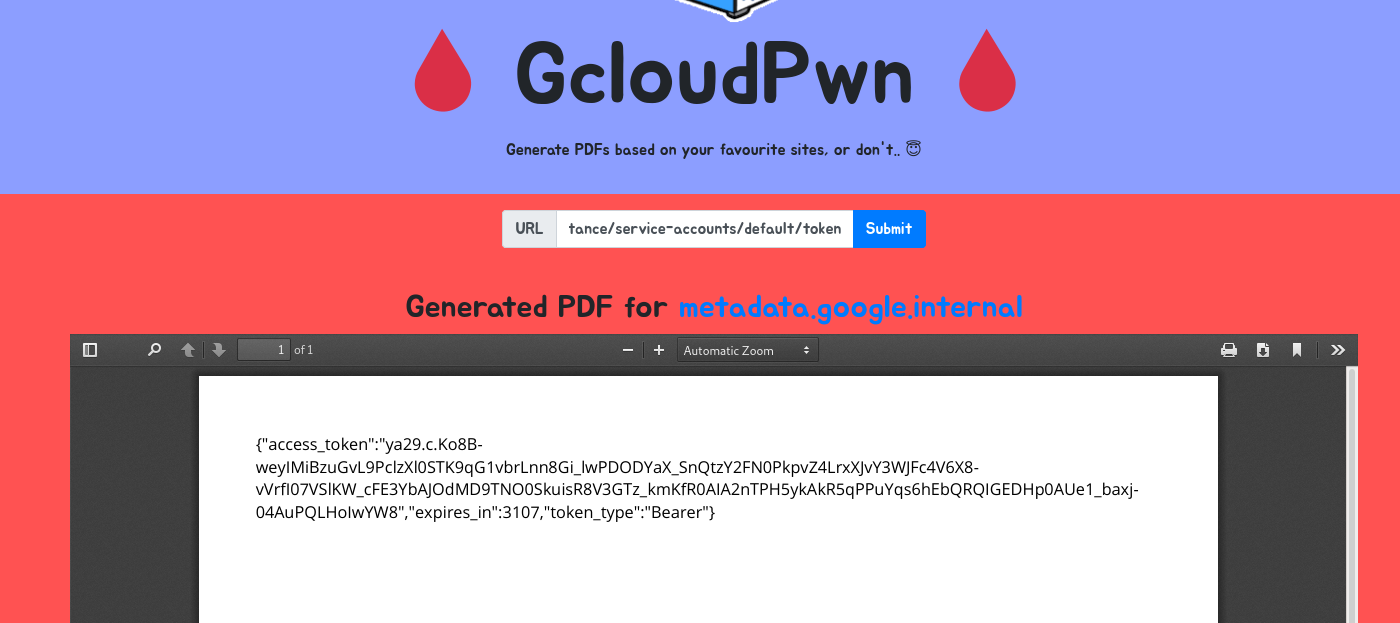 GcloudPwn
Generate PDFs based on your favourite sites, or don't.. 😇
URL tance/service-accounts/default/token Submit
Generated PDF for metadata.google.internal
1 of 1 Automatic Zoom
{"access_token":"ya29.c.Ko8B-
weyIMiBzuGvL9PclzXl0STK9qG1vbrLnn8Gi_lwPDODYaX_SnQtzY2FN0PkpvZ4LrxXJvY3WJFc4V6X8-
vVrfI07VSlKW_cFE3YbAJOdMD9TNO0SkuisR8V3GTz_kmKfR0AIA2nTPH5ykAkR5qPPuYqs6hEbQRQIGEDHp0AUe1_baxj-
04AuPQLHoIwYW8","expires_in":3107,"token_type":"Bearer"}